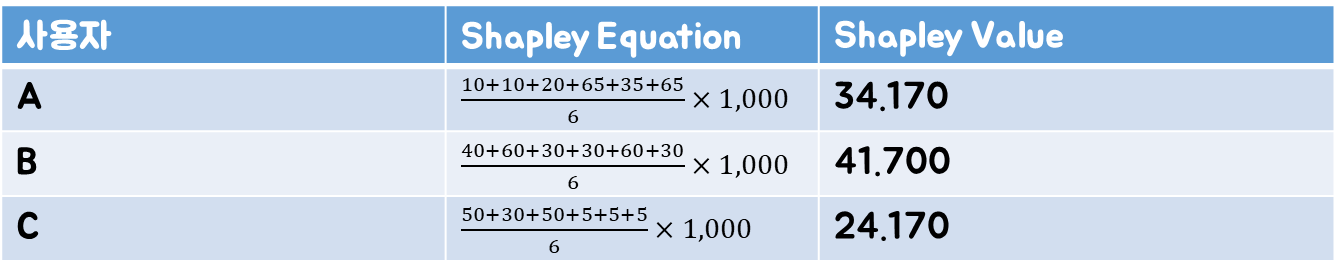 사용자 Shapley Equation Shapley Value
A 10+10+20+65+35+65/6 × 1,000 34.170
B 40+60+30+30+60+30/6 × 1,000 41.700
C 50+30+50+5+5+5/6 × 1,000 24.170